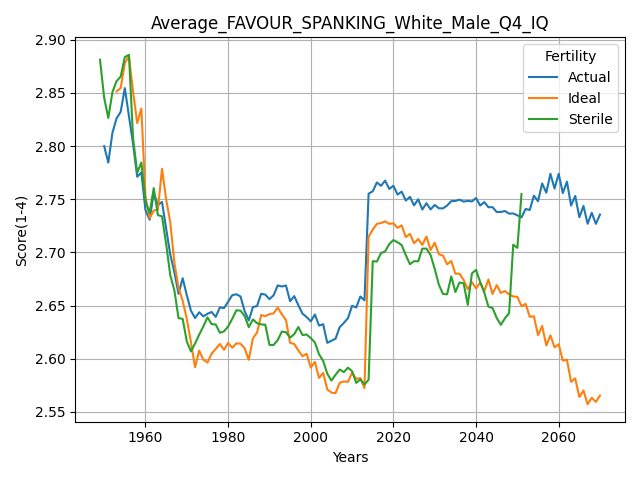 Average_FAVOUR_SPANKING_White_Male_Q4_IQ
Fertility
Actual
Ideal
Sterile
Score(1-4)
2.90
2.85
2.80
2.75
2.70
2.65
2.60
2.55
1960 1980 2000 2020 2040 2060
Years